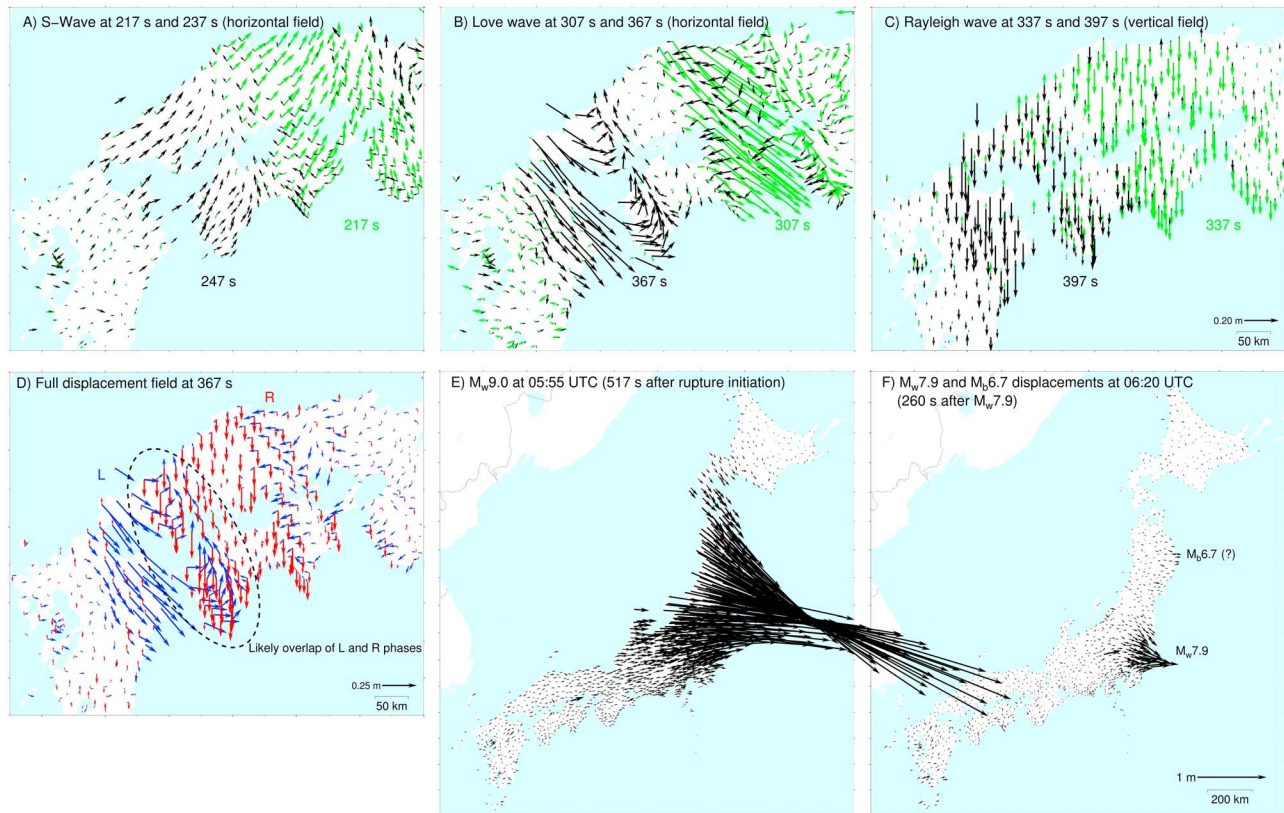 A) S−Wave at 217 s and 237 s (horizontal field)
217 s
247 s
B) Love wave at 307 s and 367 s (horizontal field)
307 s
367 s
C) Rayleigh wave at 337 s and 397 s (vertical field)
337 s
397 s
0.20 m
50 km
D) Full displacement field at 367 s
R
L
Likely overlap of L and R phases
0.25 m
50 km
E) Mw9.0 at 05:55 UTC (517 s after rupture initiation)
F) Mw7.9 and Mb6.7 displacements at 06:20 UTC
(260 s after Mw7.9)
Mb6.7 (?)
Mw7.9
1 m
200 km